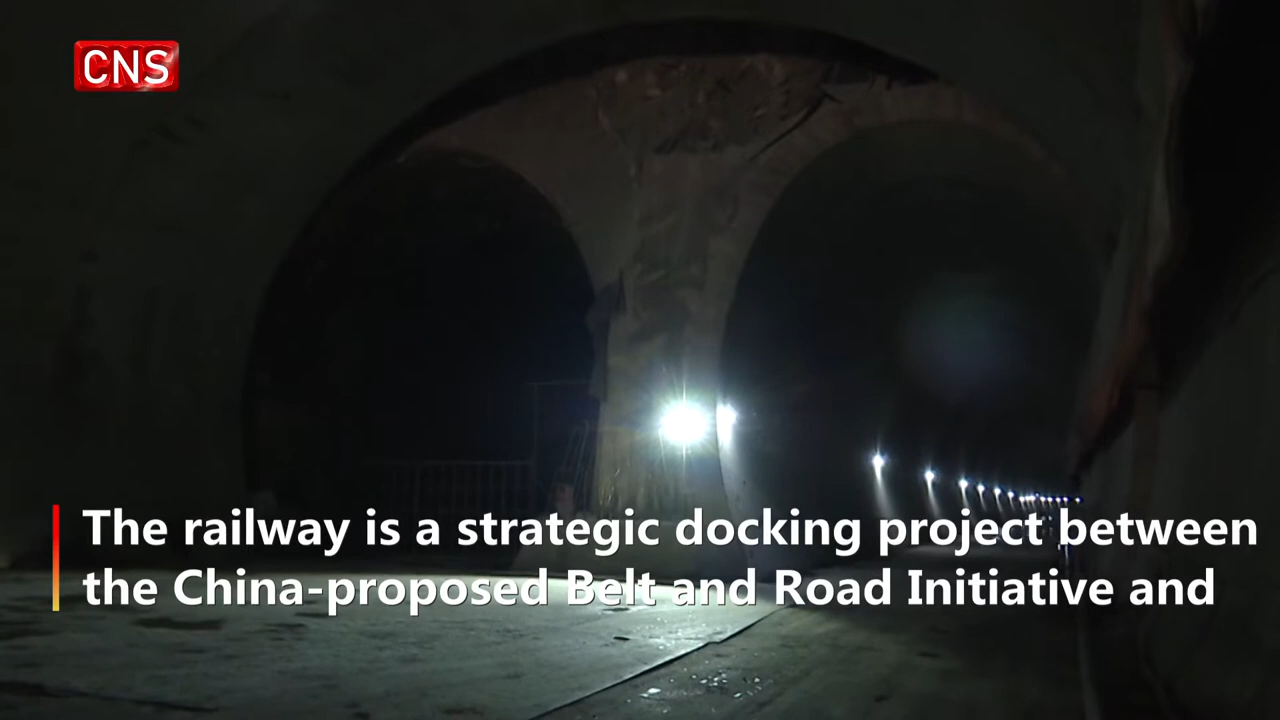 CNS
The railway is a strategic docking project between
the China-proposed Belt and Road Initiative and